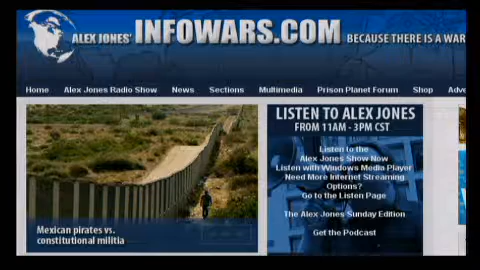 ALEX JONES' INFOWARS.COM BECAUSE THERE IS A WAR
Home Alex Jones Radio Show News Sections Multimedia Prison Planet Forum Shop Adve
LISTEN TO ALEX JONES
FROM 11AM - 3PM CST
Listen to the
Alex Jones Show Now
Listen with Windows Media Player
Need More Internet Streaming
Options?
Go to the Listen Page
The Alex Jones Sunday Edition
Get the Podcast
Mexican pirates vs.
constitutional militia